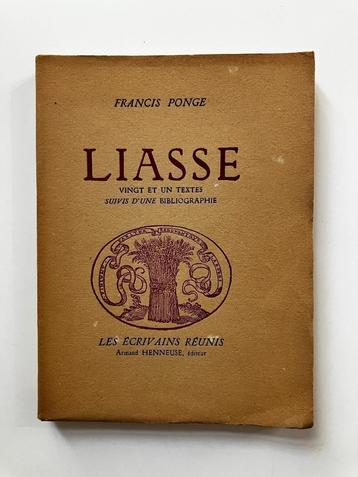 FRANCIS PONGE
LIASSE
VINGT ET UN TEXTES
SUIVIS D'UNE BIBLIOGRAPHIE
LES ÉCRIVAINS RÉUNIS
Armand HENNEUSE, éditeur